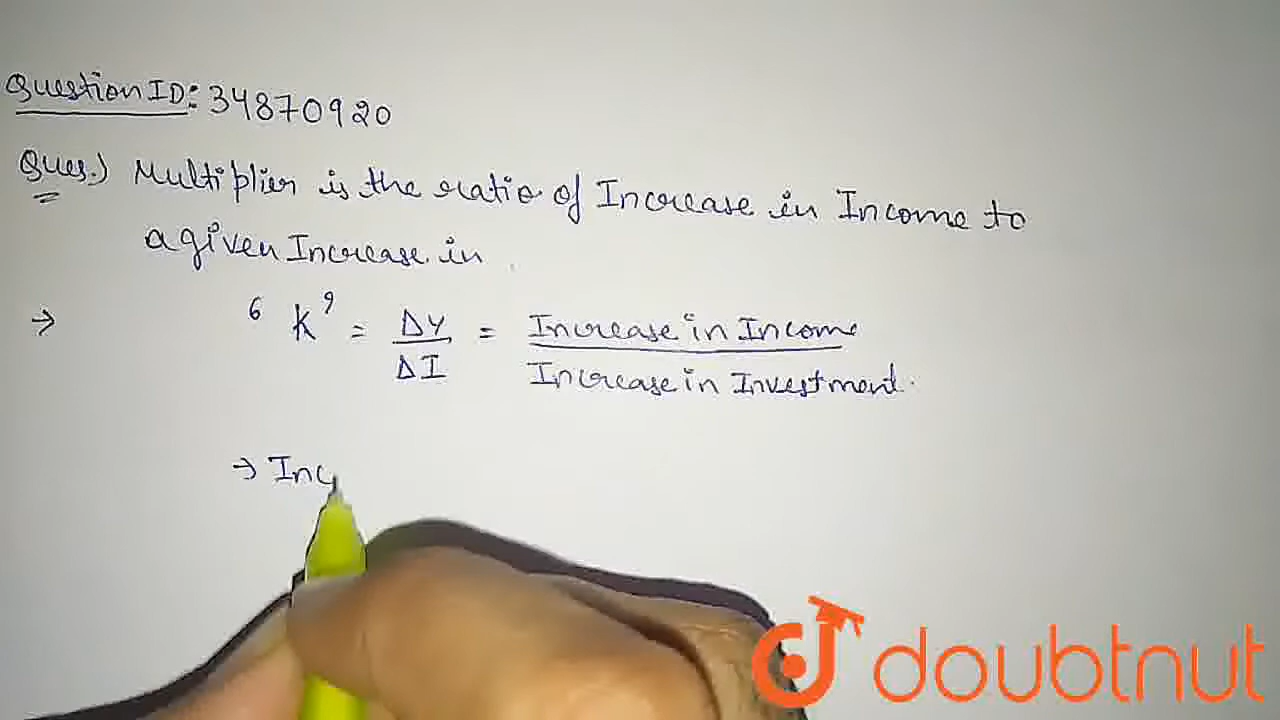 Question ID: 34870920
Ques.) Multiplier is the ratio of Increase in Income to
a given Increase in
→ ‘K’ = ΔY/ΔI = Increase in Income/Increase in Investment.
→ Inc
doubtnut